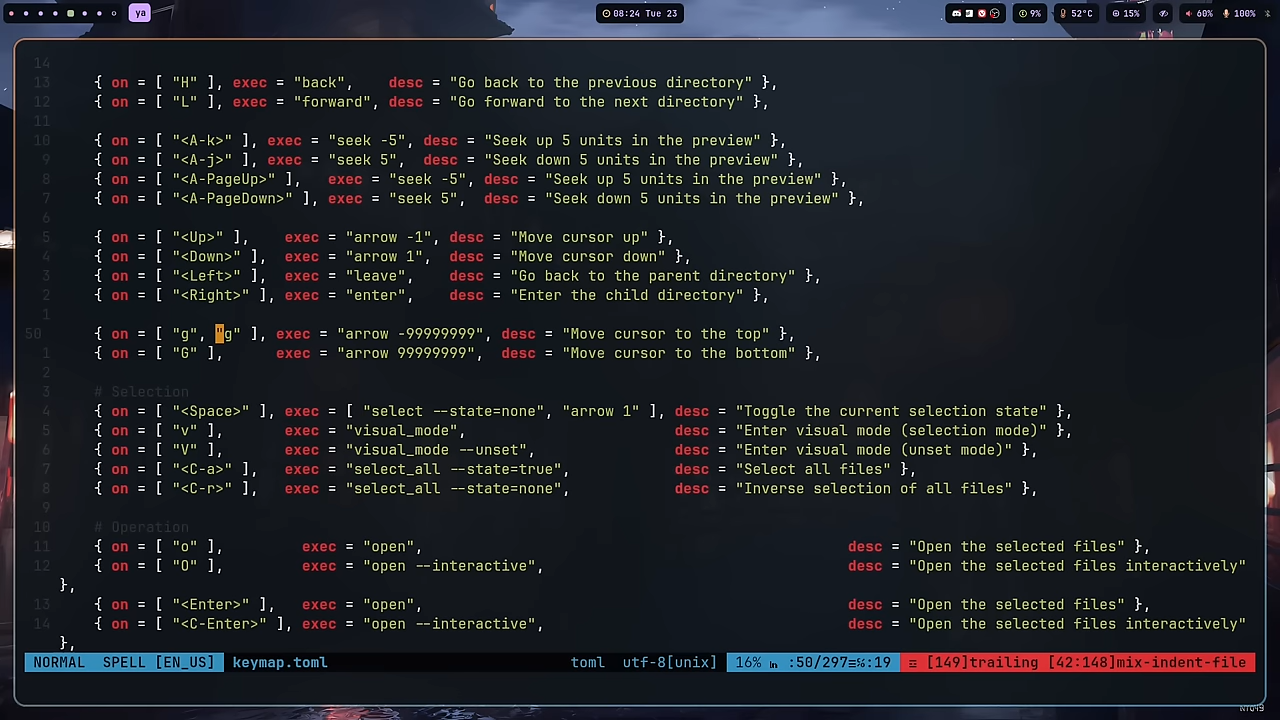 ya
08:24 Tue 23
9%
52°C
15%
60%
100%
14
13 { on = [ "H" ], exec = "back", desc = "Go back to the previous directory" },
12 { on = [ "L" ], exec = "forward", desc = "Go forward to the next directory" },
11
10 { on = [ "<A-k>" ], exec = "seek -5", desc = "Seek up 5 units in the preview" },
9 { on = [ "<A-j>" ], exec = "seek 5", desc = "Seek down 5 units in the preview" },
8 { on = [ "<A-PageUp>" ], exec = "seek -5", desc = "Seek up 5 units in the preview" },
7 { on = [ "<A-PageDown>" ], exec = "seek 5", desc = "Seek down 5 units in the preview" },
6
5 { on = [ "<Up>" ], exec = "arrow -1", desc = "Move cursor up" },
4 { on = [ "<Down>" ], exec = "arrow 1", desc = "Move cursor down" },
3 { on = [ "<Left>" ], exec = "leave", desc = "Go back to the parent directory" },
2 { on = [ "<Right>" ], exec = "enter", desc = "Enter the child directory" },
1
50 { on = [ "g", "g" ], exec = "arrow -99999999", desc = "Move cursor to the top" },
1 { on = [ "G" ], exec = "arrow 99999999", desc = "Move cursor to the bottom" },
2
3 # Selection
4 { on = [ "<Space>" ], exec = [ "select --state=none", "arrow 1" ], desc = "Toggle the current selection state" },
5 { on = [ "v" ], exec = "visual_mode", desc = "Enter visual mode (selection mode)" },
6 { on = [ "V" ], exec = "visual_mode --unset", desc = "Enter visual mode (unset mode)" },
7 { on = [ "<C-a>" ], exec = "select_all --state=true", desc = "Select all files" },
8 { on = [ "<C-r>" ], exec = "select_all --state=none", desc = "Inverse selection of all files" },
9
10 # Operation
11 { on = [ "o" ], exec = "open", desc = "Open the selected files" },
12 { on = [ "O" ], exec = "open --interactive", desc = "Open the selected files interactively"
},
13 { on = [ "<Enter>" ], exec = "open", desc = "Open the selected files" },
14 { on = [ "<C-Enter>" ], exec = "open --interactive", desc = "Open the selected files interactively"
},
NORMAL SPELL [EN_US] keymap.toml toml utf-8[unix] 16% ㏑:50/297≡℅:19 ☲ [149]trailing [42:148]mix-indent-file